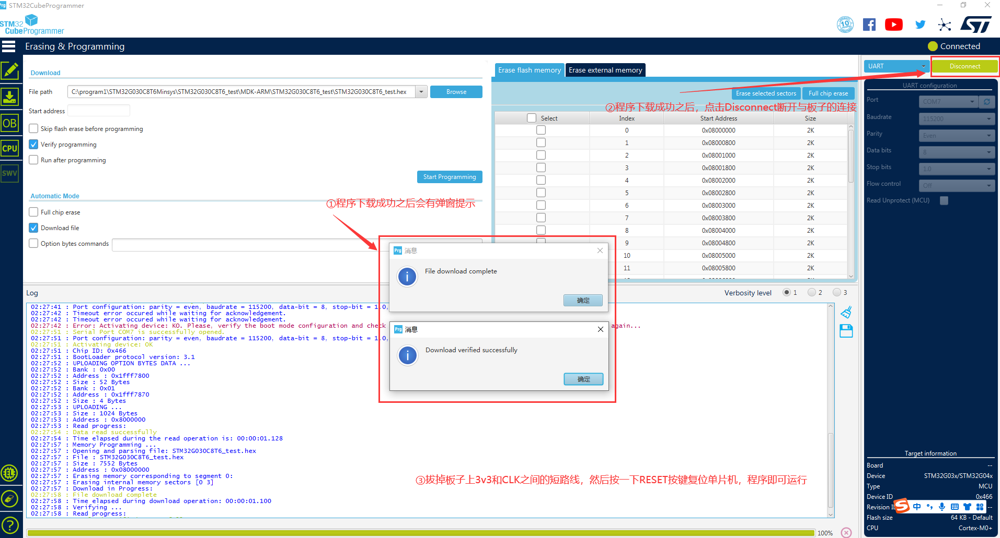 STM32CubeProgrammer
STM32
CubeProgrammer
Erasing & Programming
Connected
Download
File path
C:\program1\STM32G030C8T6Minsys\STM32G030C8T6_test\MDK-ARM\STM32G030C8T6_test\STM32G030C8T6_test.hex
Browse
Start address
Skip flash erase before programming
Verify programming
Run after programming
Start Programming
Automatic Mode
①程序下载成功之后会有弹窗提示
Full chip erase
Download file
Option bytes commands
OB
CPU
SWV
Erase flash memory
Erase external memory
Erase selected sectors
Full chip erase
②程序下载成功之后，点击Disconnect断开与板子的连接
Select Index Start Address Size
0 0x08000000 2K
1 0x08000800 2K
2 0x08001000 2K
3 0x08001800 2K
4 0x08002000 2K
5 0x08002800 2K
6 0x08003000 2K
7 0x08003800 2K
8 0x08004000 2K
9 0x08004800 2K
10 0x08005000 2K
11 0x08005800 2K
UART
Disconnect
UART configuration
Port COM7
Baudrate 115200
Parity Even
Data bits 8
Stop bits 1.0
Flow control Off
Read Unprotect (MCU)
Prg 消息
File download complete
确定
Prg 消息
Download verified successfully
确定
Log
Verbosity level 1 2 3
02:27:41 : Port configuration: parity = even, baudrate = 115200, data-bit = 8, stop-bit = 1.0,
02:27:42 : Timeout error occured while waiting for acknowledgement.
02:27:42 : Timeout error occured while waiting for acknowledgement.
02:27:42 : Error: Activating device: KO. Please, verify the boot mode configuration and check again...
02:27:51 : Serial Port COM7 is successfully opened.
02:27:51 : Port configuration: parity = even, baudrate = 115200, data-bit = 8, stop-bit = 1.0,
02:27:51 : Activating device: OK
02:27:51 : Chip ID: 0x466
02:27:51 : BootLoader protocol version: 3.1
02:27:52 : UPLOADING OPTION BYTES DATA ...
02:27:52 : Bank : 0x00
02:27:52 : Address : 0x1fff7800
02:27:52 : Size : 52 Bytes
02:27:52 : Bank : 0x01
02:27:52 : Address : 0x1fff7870
02:27:52 : Size : 4 Bytes
02:27:53 : UPLOADING ...
02:27:53 : Size : 1024 Bytes
02:27:53 : Address : 0x8000000
02:27:53 : Read progress:
02:27:54 : Data read successfully
02:27:54 : Time elapsed during the read operation is: 00:00:01.128
02:27:57 : Memory Programming ...
02:27:57 : Opening and parsing file: STM32G030C8T6_test.hex
02:27:57 : File : STM32G030C8T6_test.hex
02:27:57 : Size : 7552 Bytes
02:27:57 : Address : 0x08000000
02:27:57 : Erasing memory corresponding to segment 0:
02:27:57 : Erasing internal memory sectors [0 3]
02:27:57 : Download in Progress:
02:27:58 : File download complete
02:27:58 : Time elapsed during download operation: 00:00:01.100
02:27:58 : Verifying ...
02:27:58 : Read progress:
③拔掉板子上3v3和CLK之间的短路线，然后按一下RESET按键复位单片机，程序即可运行
100%
Target information
Board --
Device STM32G03x/STM32G04x
Type MCU
Device ID 0x466
Revision ID --
中
Flash size 64 KB - Default
CPU Cortex-M0+